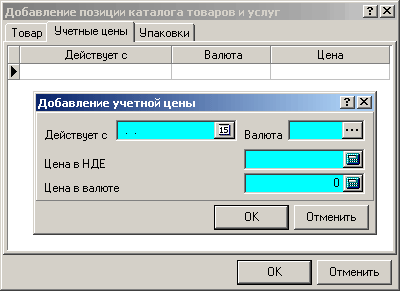 Добавление позиции каталога товаров и услуг
Товар Учетные цены Упаковки
Действует с Валюта Цена
Добавление учетной цены
Действует с . . 15 Валюта ...
Цена в НДЕ
Цена в валюте 0
OK Отменить
OK Отменить